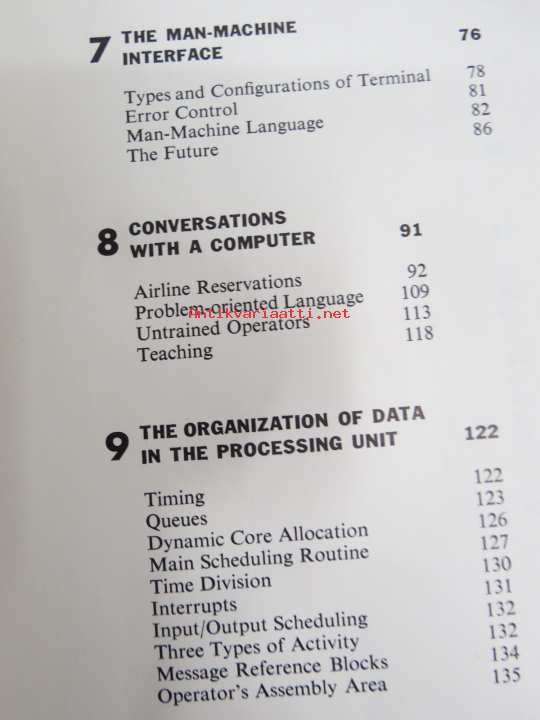 7 THE MAN-MACHINE 76
INTERFACE
Types and Configurations of Terminal 78
Error Control 81
Man-Machine Language 82
The Future 86
8 CONVERSATIONS
WITH A COMPUTER 91
Airline Reservations 92
Problem-oriented Language 109
Antikvariaatti.net
Untrained Operators 113
Teaching 118
9 THE ORGANIZATION OF DATA
IN THE PROCESSING UNIT 122
Timing 122
Queues 123
Dynamic Core Allocation 126
Main Scheduling Routine 127
Time Division 130
Interrupts 131
Input/Output Scheduling 132
Three Types of Activity 132
Message Reference Blocks 134
Operator's Assembly Area 135